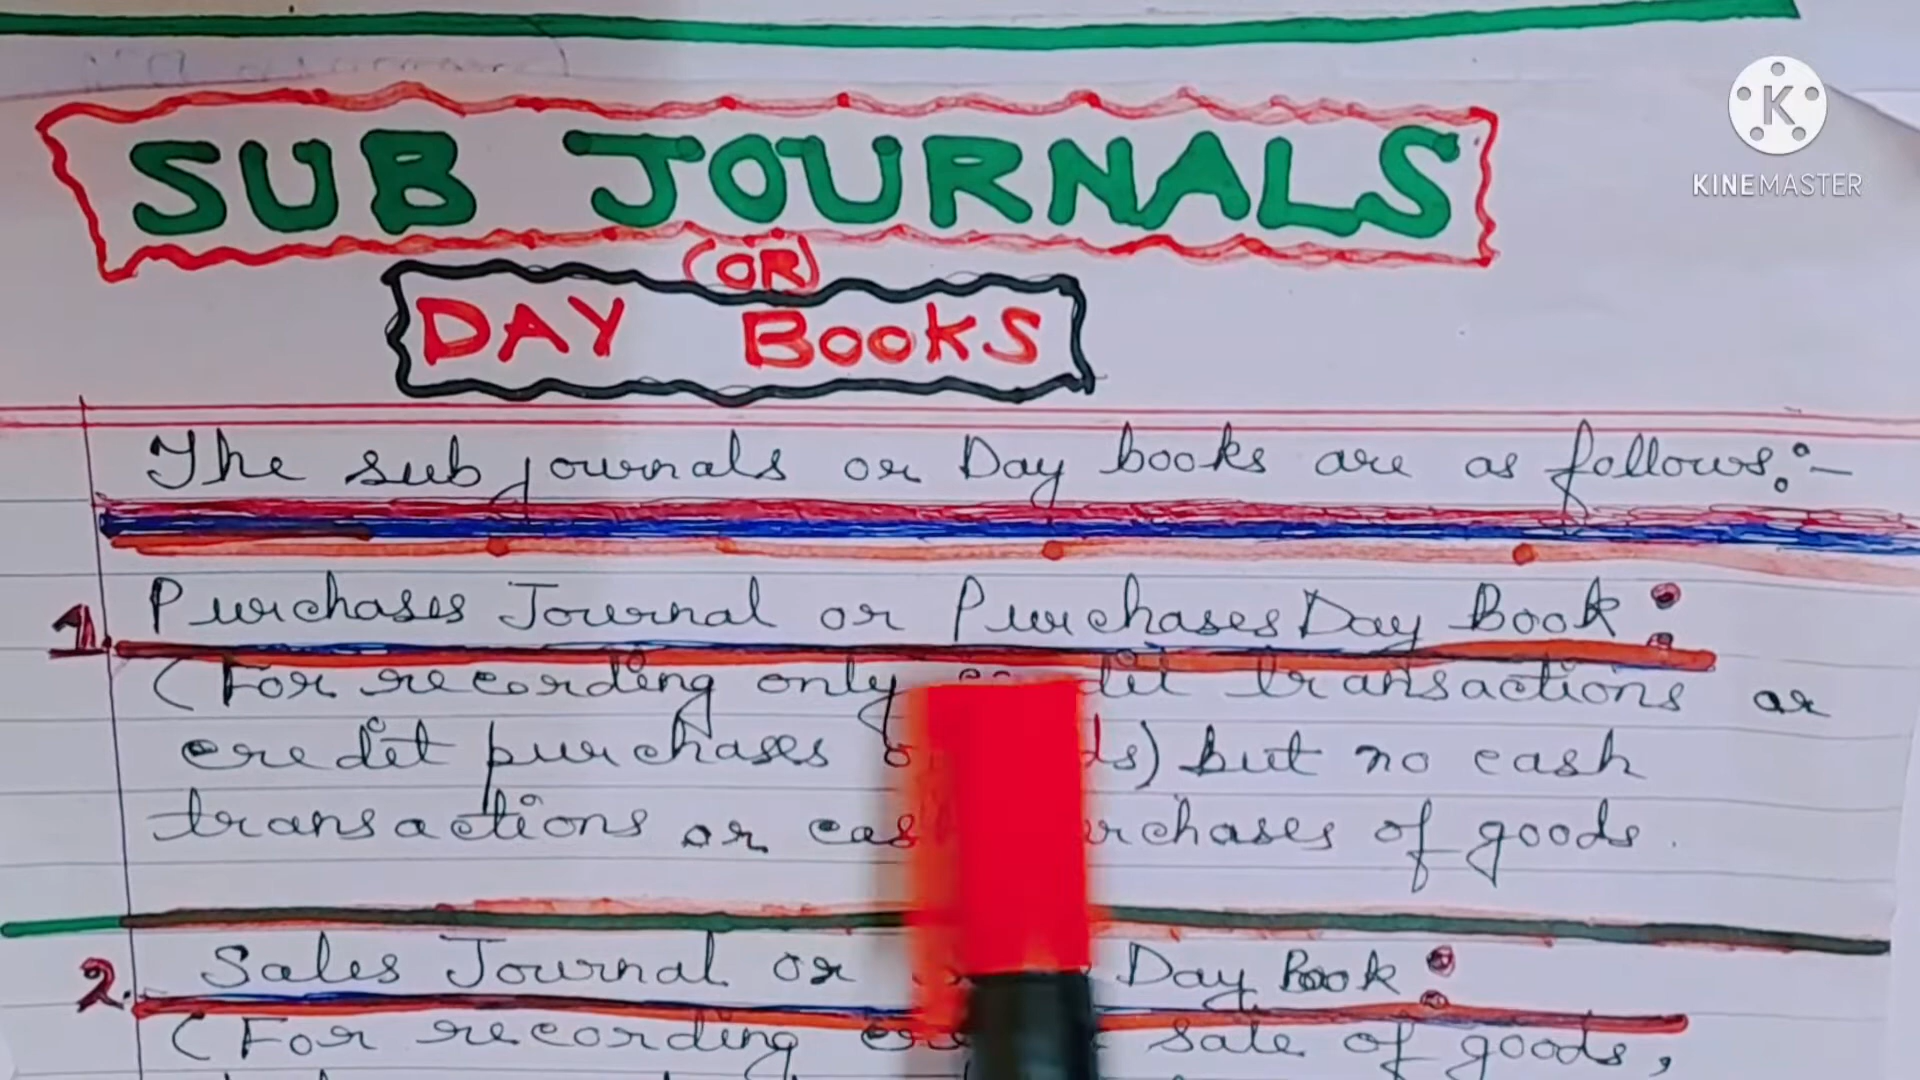 SUB JOURNALS
(OR)
DAY BOOKS
KINEMASTER
The sub journals or Day books are as follows:-
1. Purchases Journal or Purchases Day Book:
(For recording only credit transactions or
credit purchases ds) but no cash
transactions or purchases of goods.
2. Sales Journal or Day Book:
(For recording sale of goods,